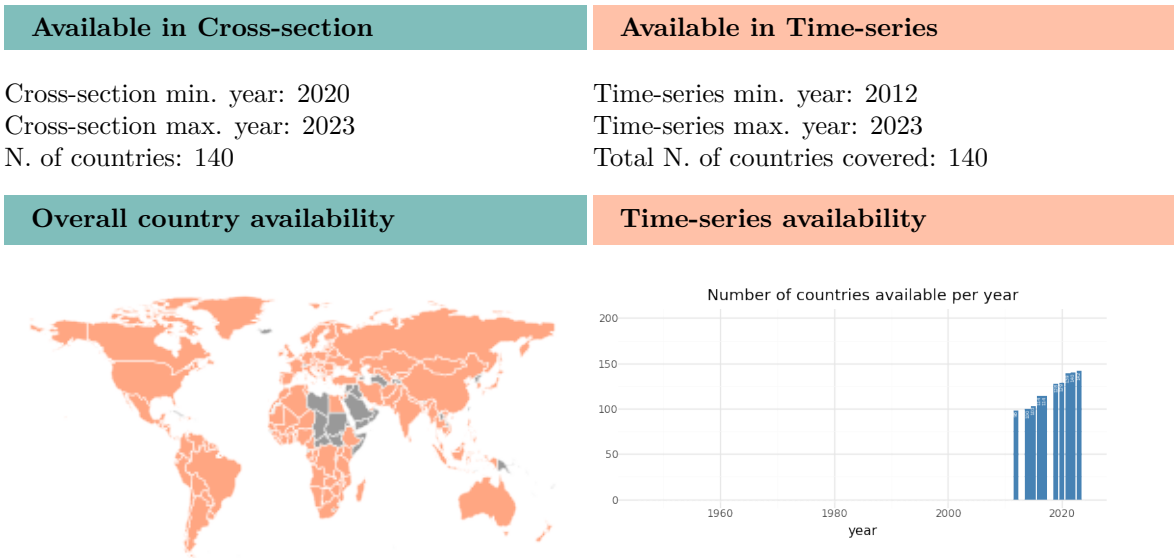 Available in Cross-section
Available in Time-series
Cross-section min. year: 2020
Cross-section max. year: 2023
N. of countries: 140
Time-series min. year: 2012
Time-series max. year: 2023
Total N. of countries covered: 140
Overall country availability
Time-series availability
Number of countries available per year
200
150
100
50
0
1960
1980
2000
2020
year